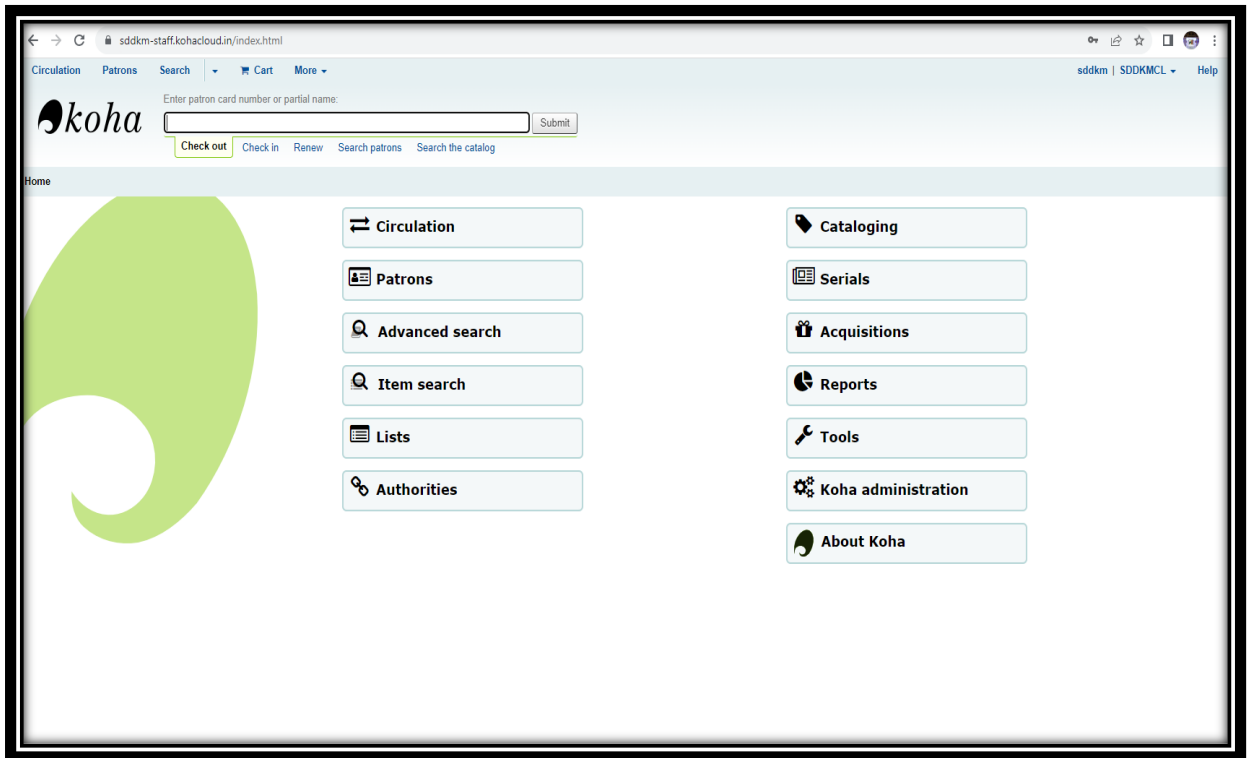 sddkm-staff.kohacloud.in/index.html
Circulation Patrons Search Cart More sddkm | SDDKMCL Help
koha
Enter patron card number or partial name:
Submit
Check out Check in Renew Search patrons Search the catalog
Home
Circulation
Patrons
Advanced search
Item search
Lists
Authorities
Cataloging
Serials
Acquisitions
Reports
Tools
Koha administration
About Koha